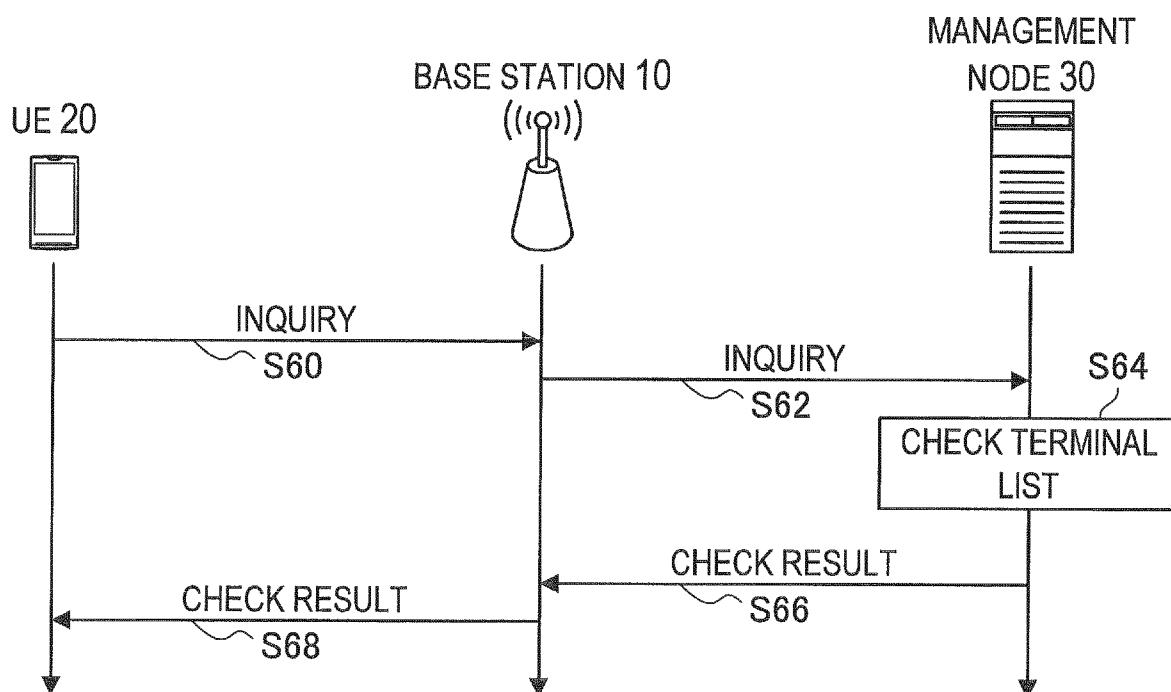 MANAGEMENT
NODE 30
BASE STATION 10
UE 20
INQUIRY
S60
INQUIRY
S62
S64
CHECK TERMINAL
LIST
CHECK RESULT
S66
CHECK RESULT
S68